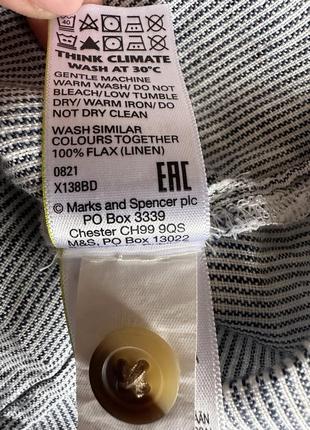 40
THINK CLIMATE
WASH AT 30°C
GENTLE MACHINE
WARM WASH/ DO NOT
BLEACH/ LOW TUMBLE
DRY/ WARM IRON/ DO
NOT DRY CLEAN
WASH SIMILAR
COLOURS TOGETHER
100% FLAX (LINEN)
0821
X138BD
EAC
© Marks and Spencer plc
PO Box 3339
Chester CH99 9QS
M&S, PO Box 13022